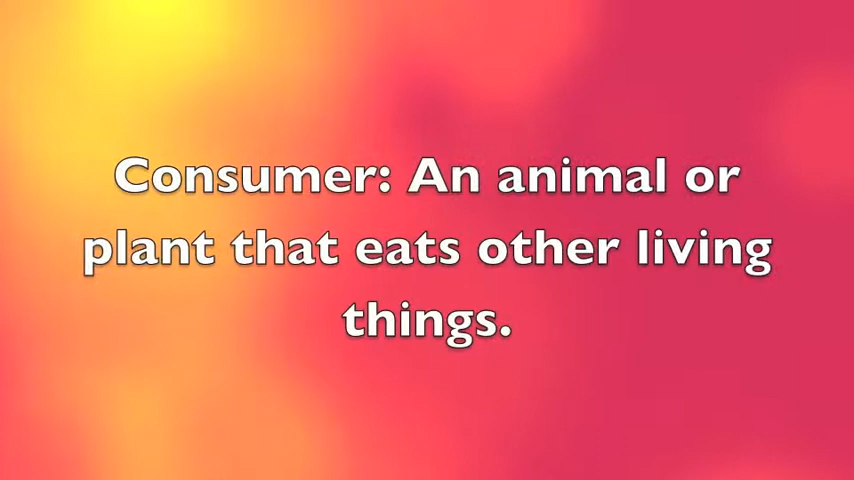 Consumer: An animal or
plant that eats other living
things.